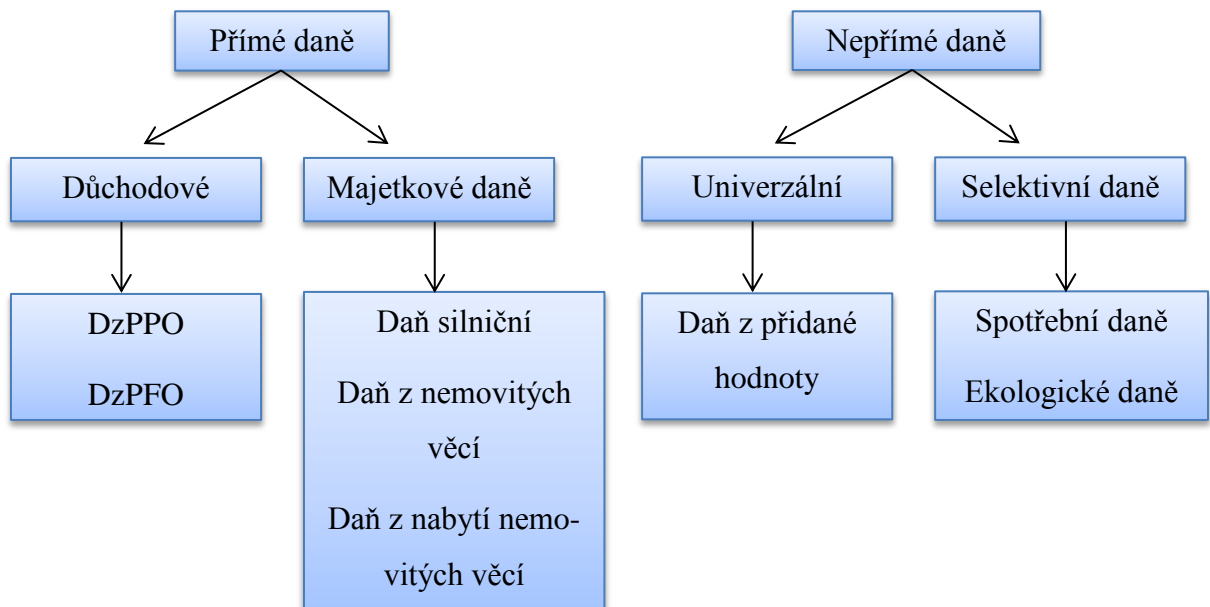 Přímé daně
Nepřímé daně
Důchodové
Majetkové daně
Univerzální
Selektivní daně
DzPPO
DzPFO
Daň silniční
Daň z nemovitých
věcí
Daň z nabytí nemo-
vitých věcí
Daň z přidané
hodnoty
Spotřební daně
Ekologické daně